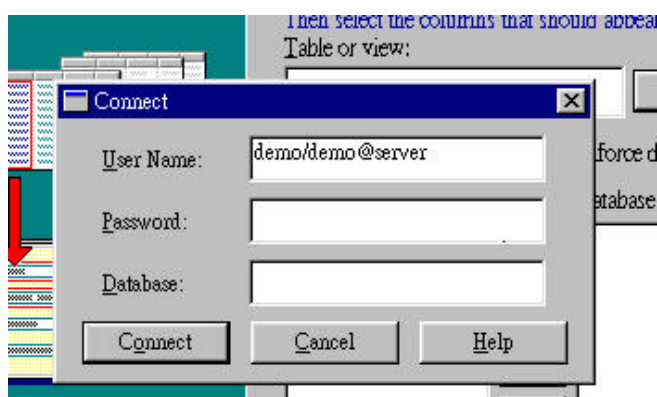 Then select the columns that should appear
Table or view:
Connect
User Name:
demo/demo@server
force d
Password:
atabase
Database:
Connect
Cancel
Help